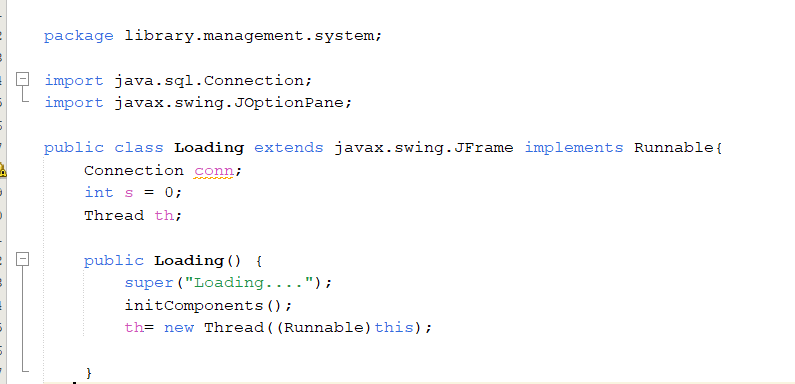 package library.management.system;
import java.sql.Connection;
import javax.swing.JOptionPane;
public class Loading extends javax.swing.JFrame implements Runnable{
Connection conn;
int s = 0;
Thread th;
public Loading() {
super("Loading....");
initComponents();
th= new Thread((Runnable)this);
}